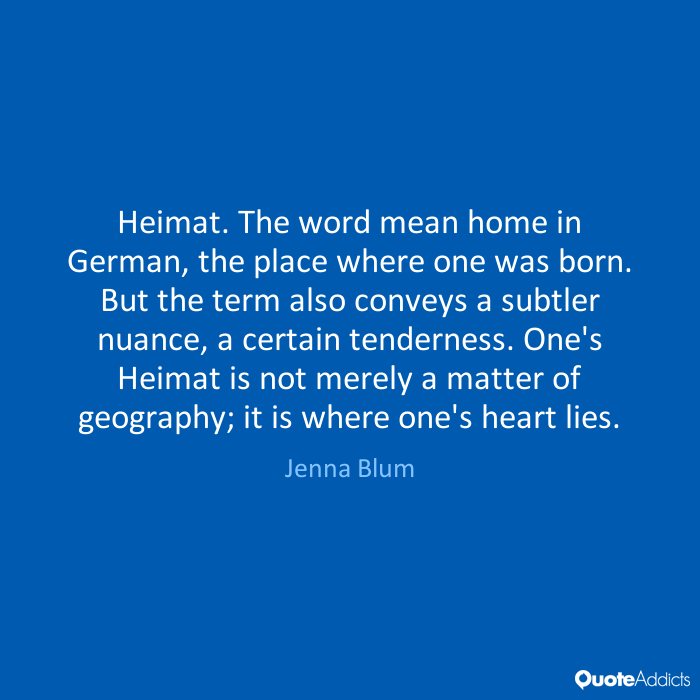 Heimat. The word mean home in
German, the place where one was born.
But the term also conveys a subtler
nuance, a certain tenderness. One's
Heimat is not merely a matter of
geography; it is where one's heart lies.
Jenna Blum
QuoteAddicts